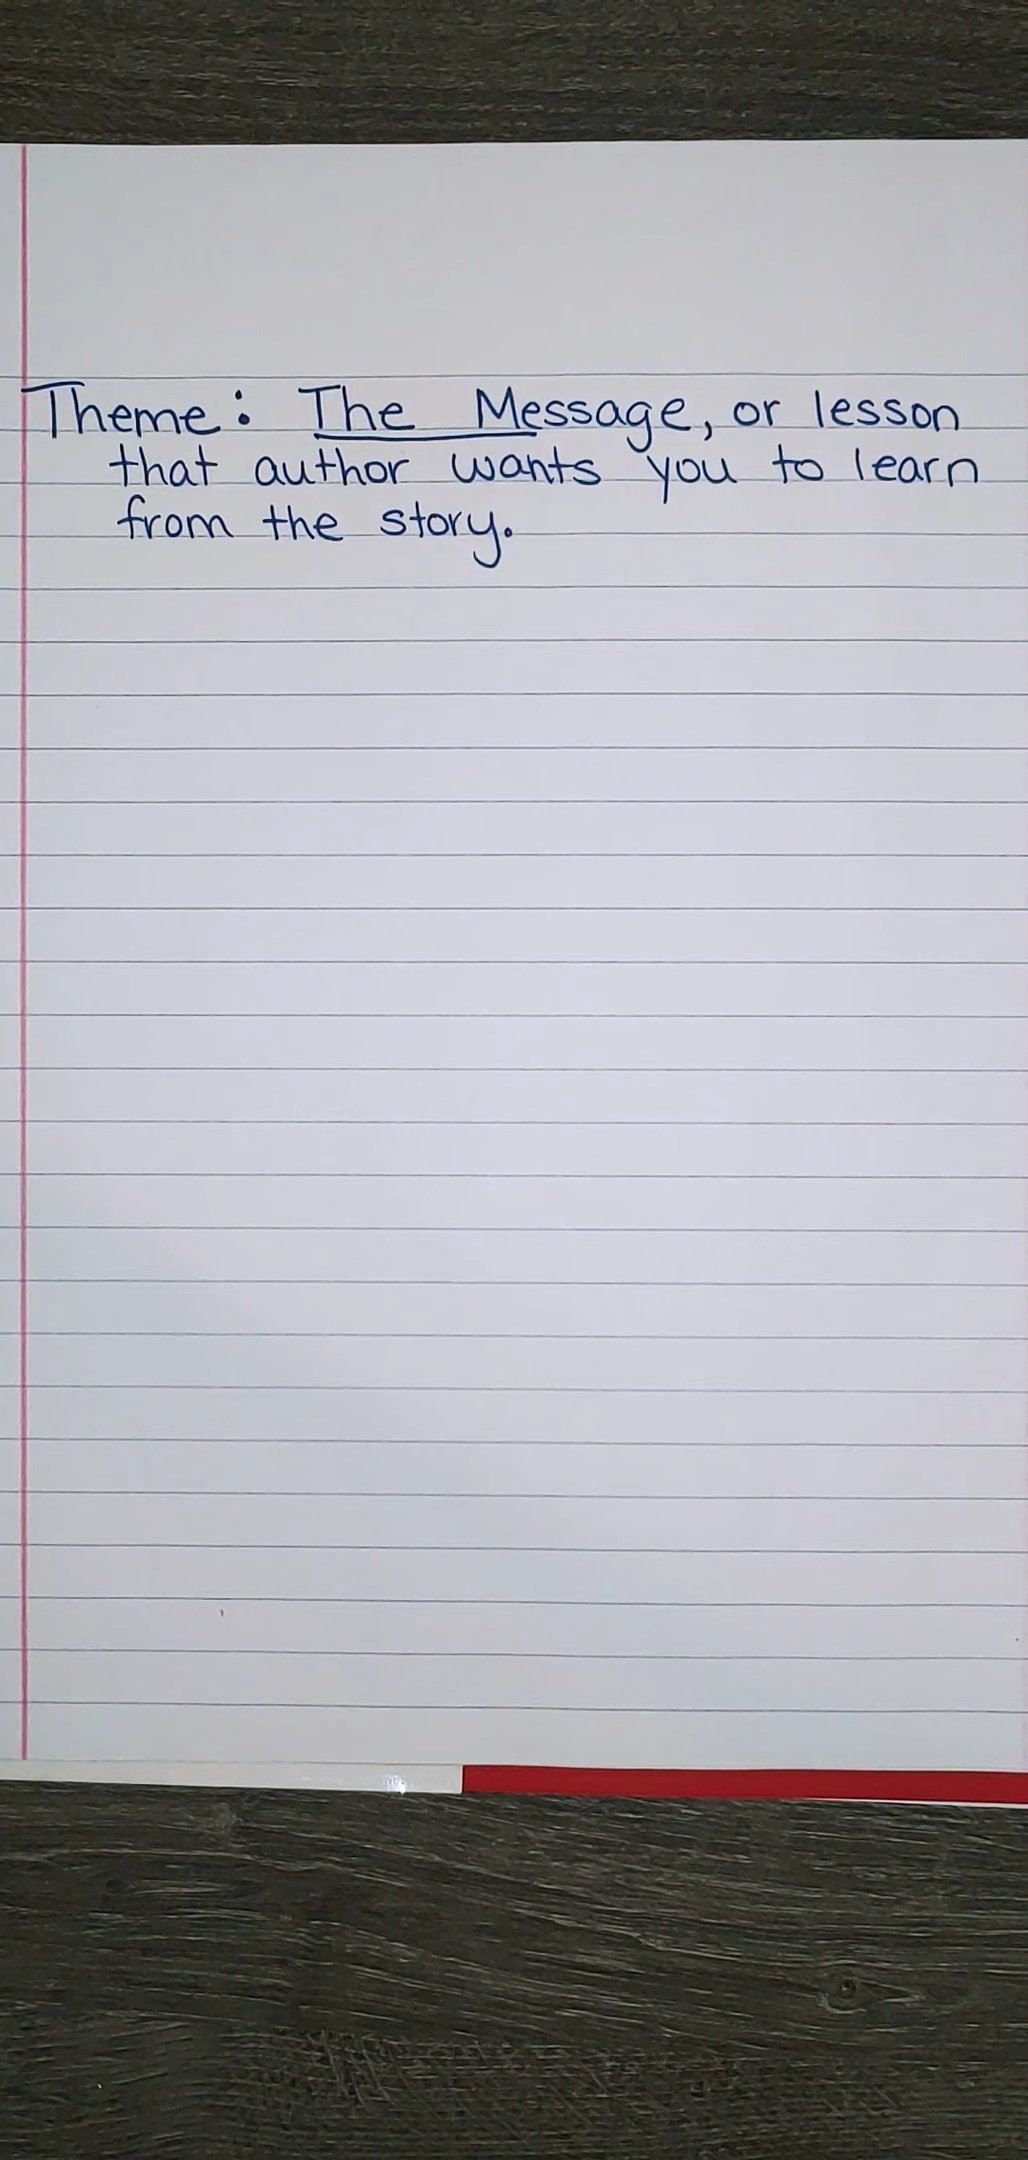 Theme: The Message, or lesson
that author wants you to learn
from the story.